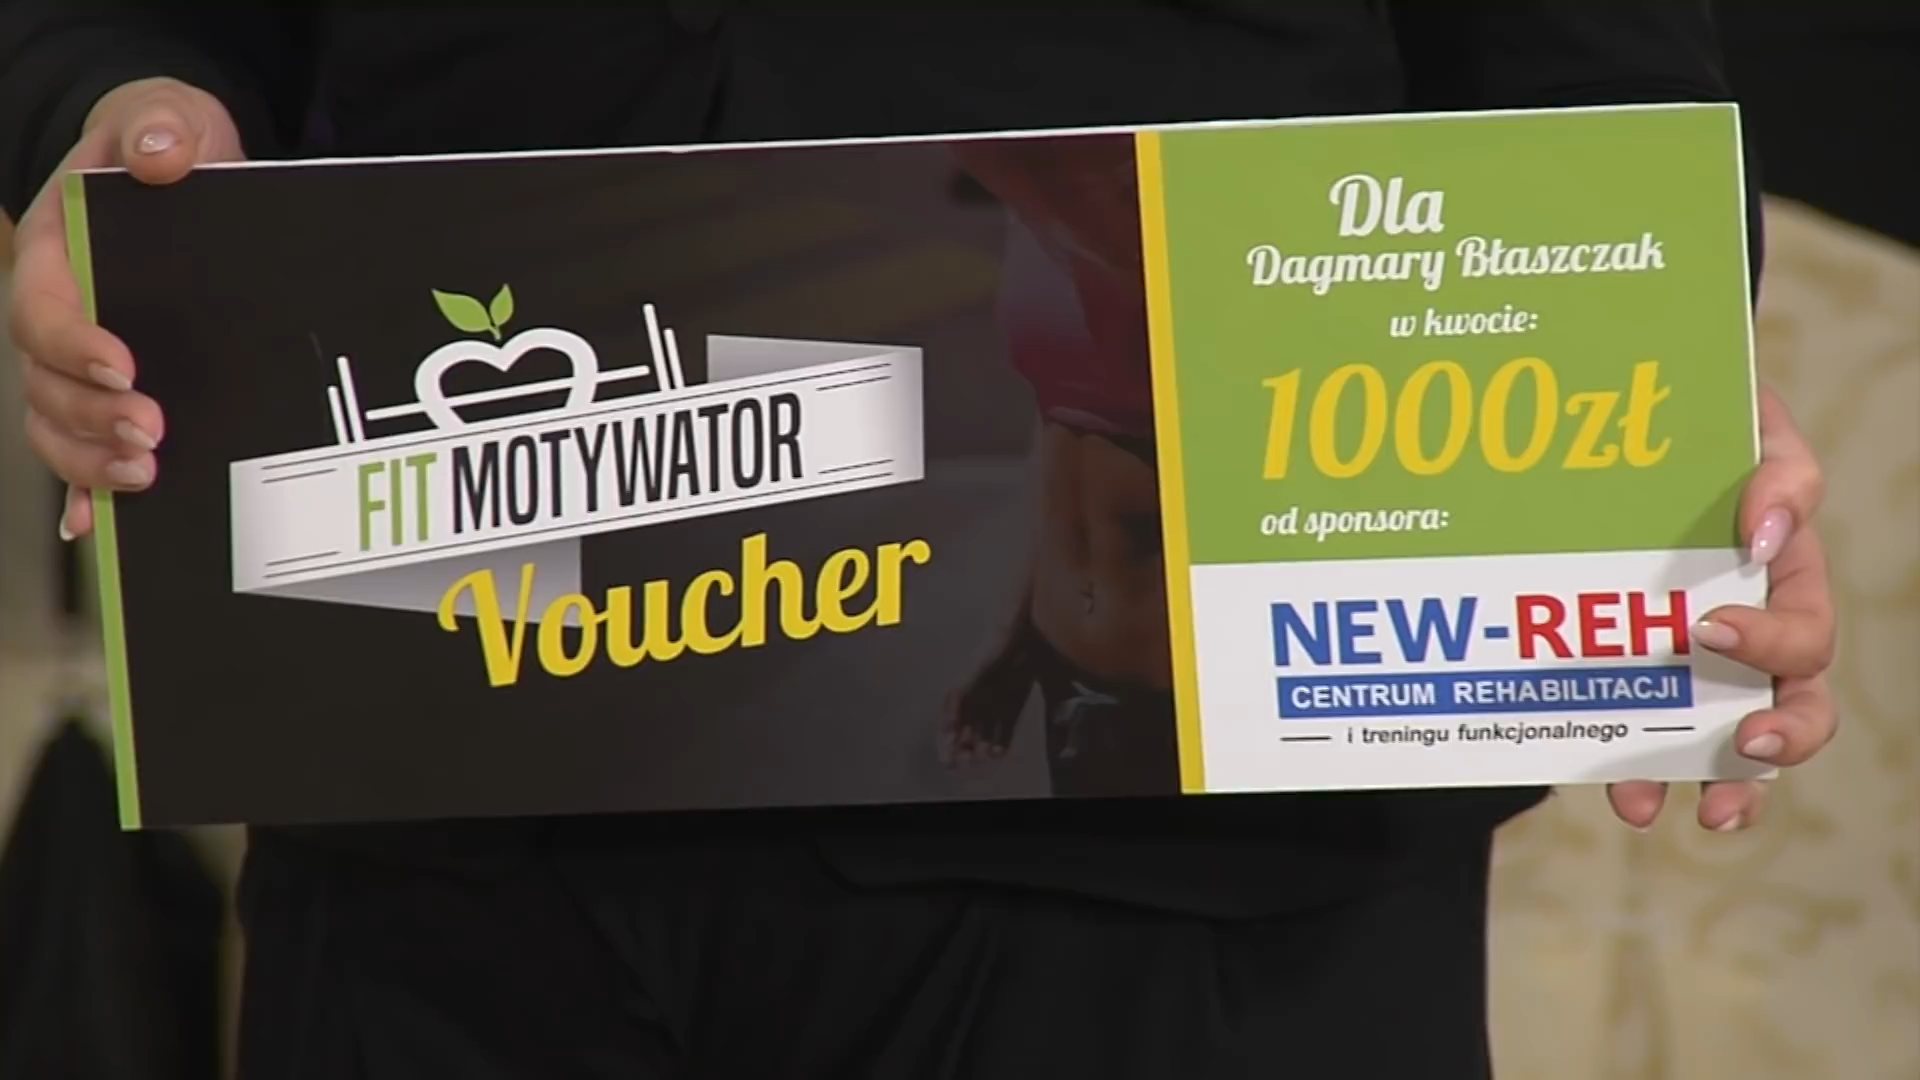 FIT MOTYWATOR
Voucher
Dla
Dagmary Błaszczak
w kwocie:
1000zł
od sponsora:
NEW-REH
CENTRUM REHABILITACJI
i treningu funkcjonalnego